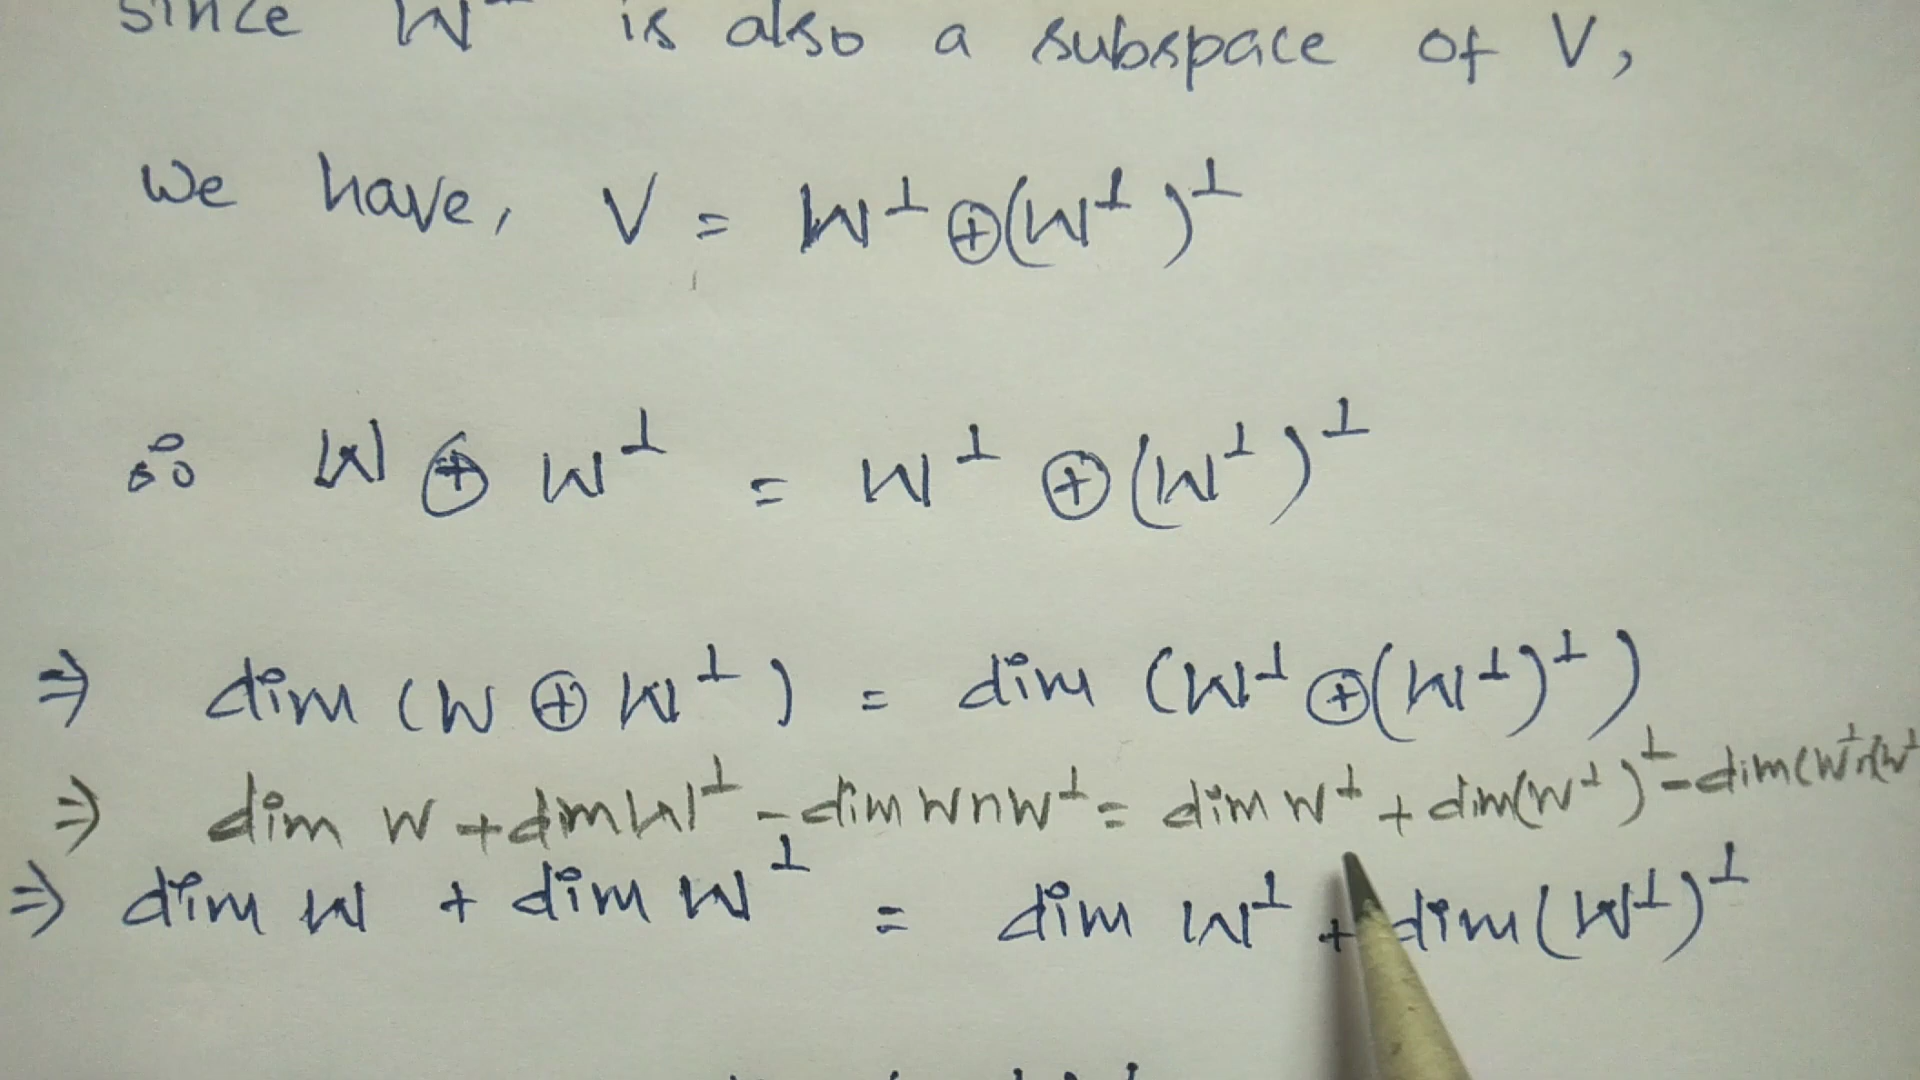 since W⊥ is also a subspace of V,
we have, V = W⊥ ⊕ (W⊥)⊥
so W ⊕ W⊥ = W⊥ ⊕ (W⊥)⊥
⇒ dim (W ⊕ W⊥) = dim (W⊥ ⊕ (W⊥)⊥)
⇒ dim W + dim W⊥ - dim W∩W⊥ = dim W⊥ + dim(W⊥)⊥ - dim(W⊥∩(W⊥
⇒ dim W + dim W⊥ = dim W⊥ + dim(W⊥)⊥